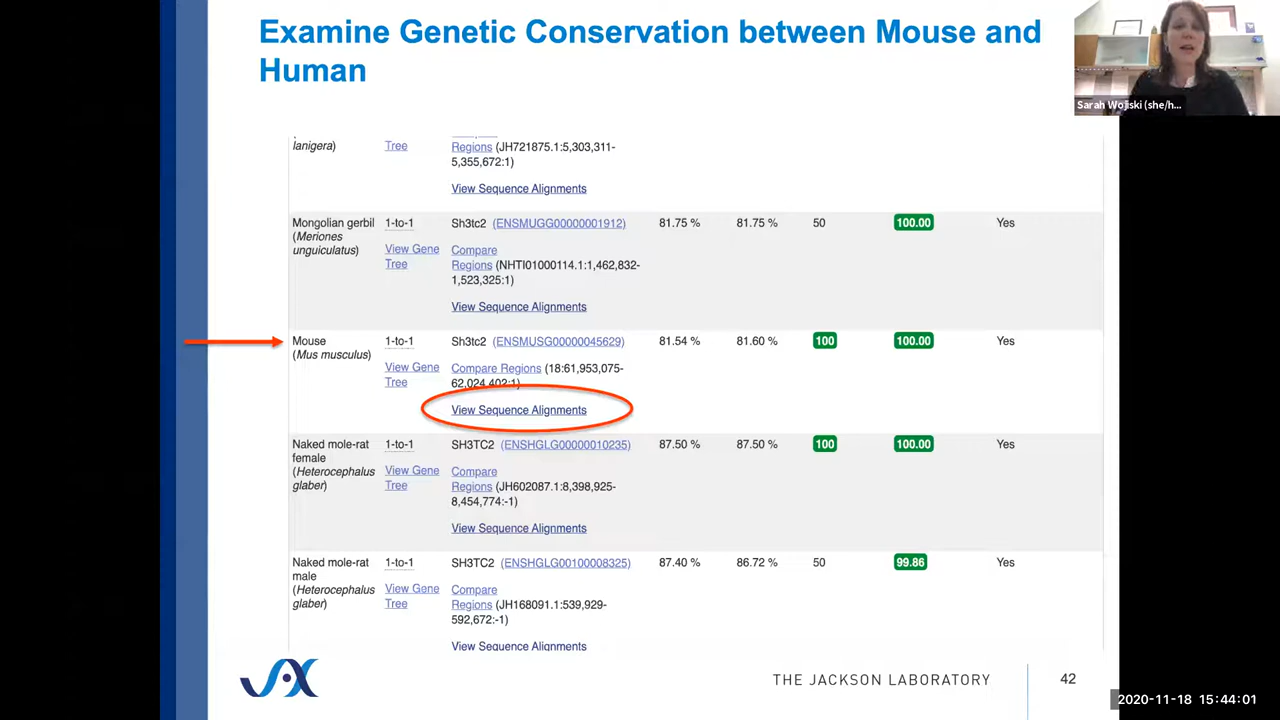 Examine Genetic Conservation between Mouse and
Human
Sarah Wojski (she/h...
lanigera)
Tree
Regions (JH721875.1:5,303,311-
5,355,672:1)
View Sequence Alignments
Mongolian gerbil
(Meriones
unguiculatus)
1-to-1
View Gene
Tree
Sh3tc2 (ENSMUGG00000001912)
Compare
Regions (NHTI01000114.1:1,462,832-
1,523,325:1)
View Sequence Alignments
81.75 %
81.75 %
50
100.00
Yes
Mouse
(Mus musculus)
1-to-1
View Gene
Tree
Sh3tc2 (ENSMUSG00000045629)
Compare Regions (18:61,953,075-
62,024,402:1)
View Sequence Alignments
81.54 %
81.60 %
100
100.00
Yes
Naked mole-rat
female
(Heterocephalus
glaber)
1-to-1
View Gene
Tree
SH3TC2 (ENSHGLG00000010235)
Compare
Regions (JH602087.1:8,398,925-
8,454,774:-1)
View Sequence Alignments
87.50 %
87.50 %
100
100.00
Yes
Naked mole-rat
male
(Heterocephalus
glaber)
1-to-1
View Gene
Tree
SH3TC2 (ENSHGLG00100008325)
Compare
Regions (JH168091.1:539,929-
592,672:-1)
View Sequence Alignments
87.40 %
86.72 %
50
99.86
Yes
THE JACKSON LABORATORY
42
2020-11-18 15:44:01